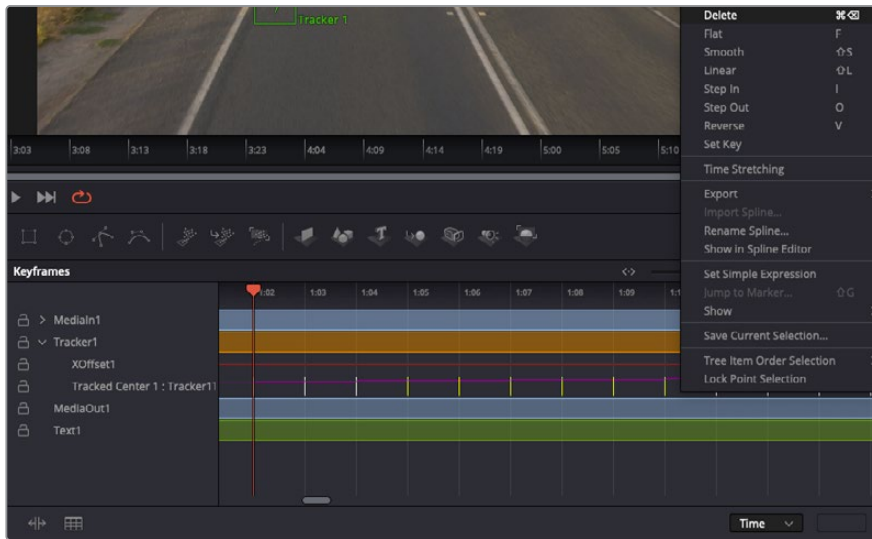 Tracker 1
3:03 3:08 3:13 3:18 3:23 4:04 4:09 4:14 4:19 5:00 5:05 5:10
Delete ⌘⌫
Flat F
Smooth ⇧S
Linear ⇧L
Step In I
Step Out O
Reverse V
Set Key
Time Stretching
Export
Import Spline...
Rename Spline...
Show in Spline Editor
Set Simple Expression
Jump to Marker... ⇧G
Show
Save Current Selection...
Tree Item Order Selection
Lock Point Selection
Keyframes
1:02 1:03 1:04 1:05 1:06 1:07 1:08 1:09 1:1
MediaIn1
Tracker1
XOffset1
Tracked Center 1 : Tracker11
MediaOut1
Text1
Time